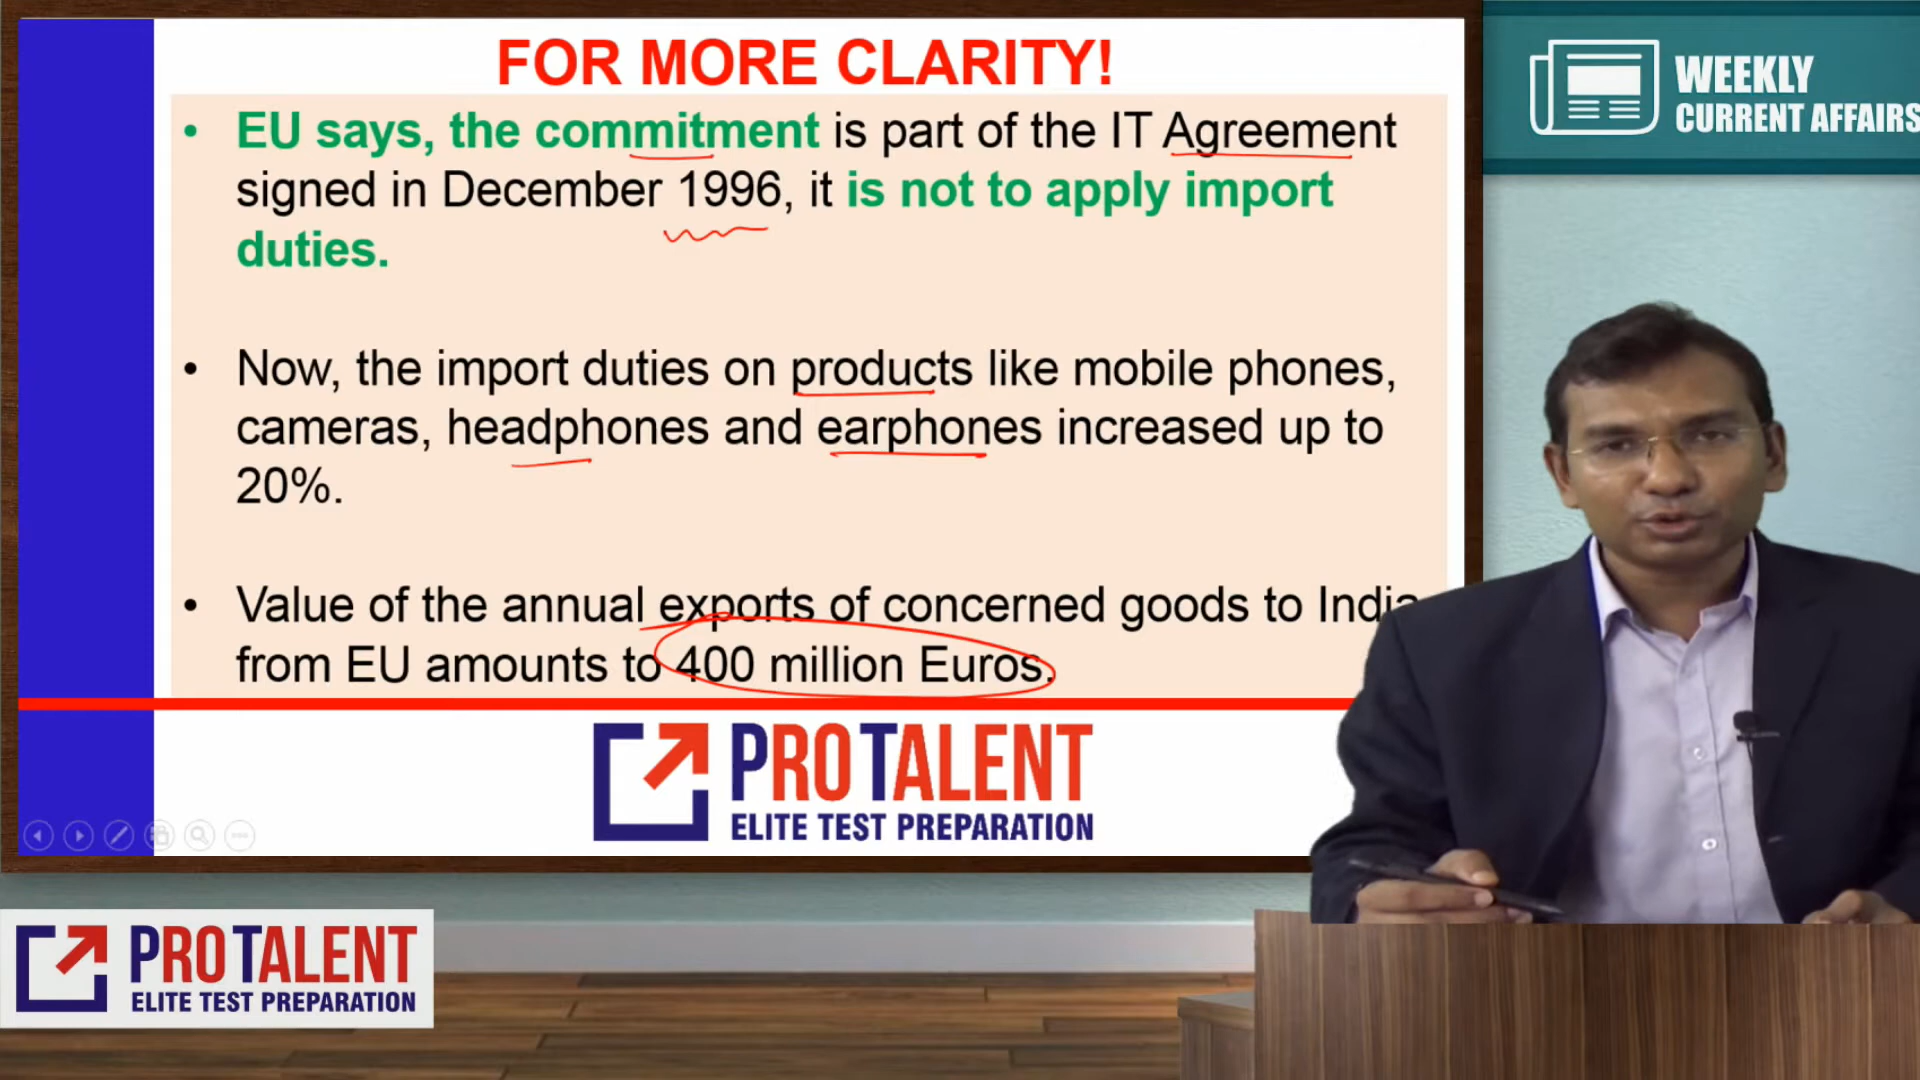 FOR MORE CLARITY!
• EU says, the commitment is part of the IT Agreement
signed in December 1996, it is not to apply import
duties.
• Now, the import duties on products like mobile phones,
cameras, headphones and earphones increased up to
20%.
• Value of the annual exports of concerned goods to India
from EU amounts to 400 million Euros.
PROTALENT
ELITE TEST PREPARATION
WEEKLY
CURRENT AFFAIRS
PROTALENT
ELITE TEST PREPARATION